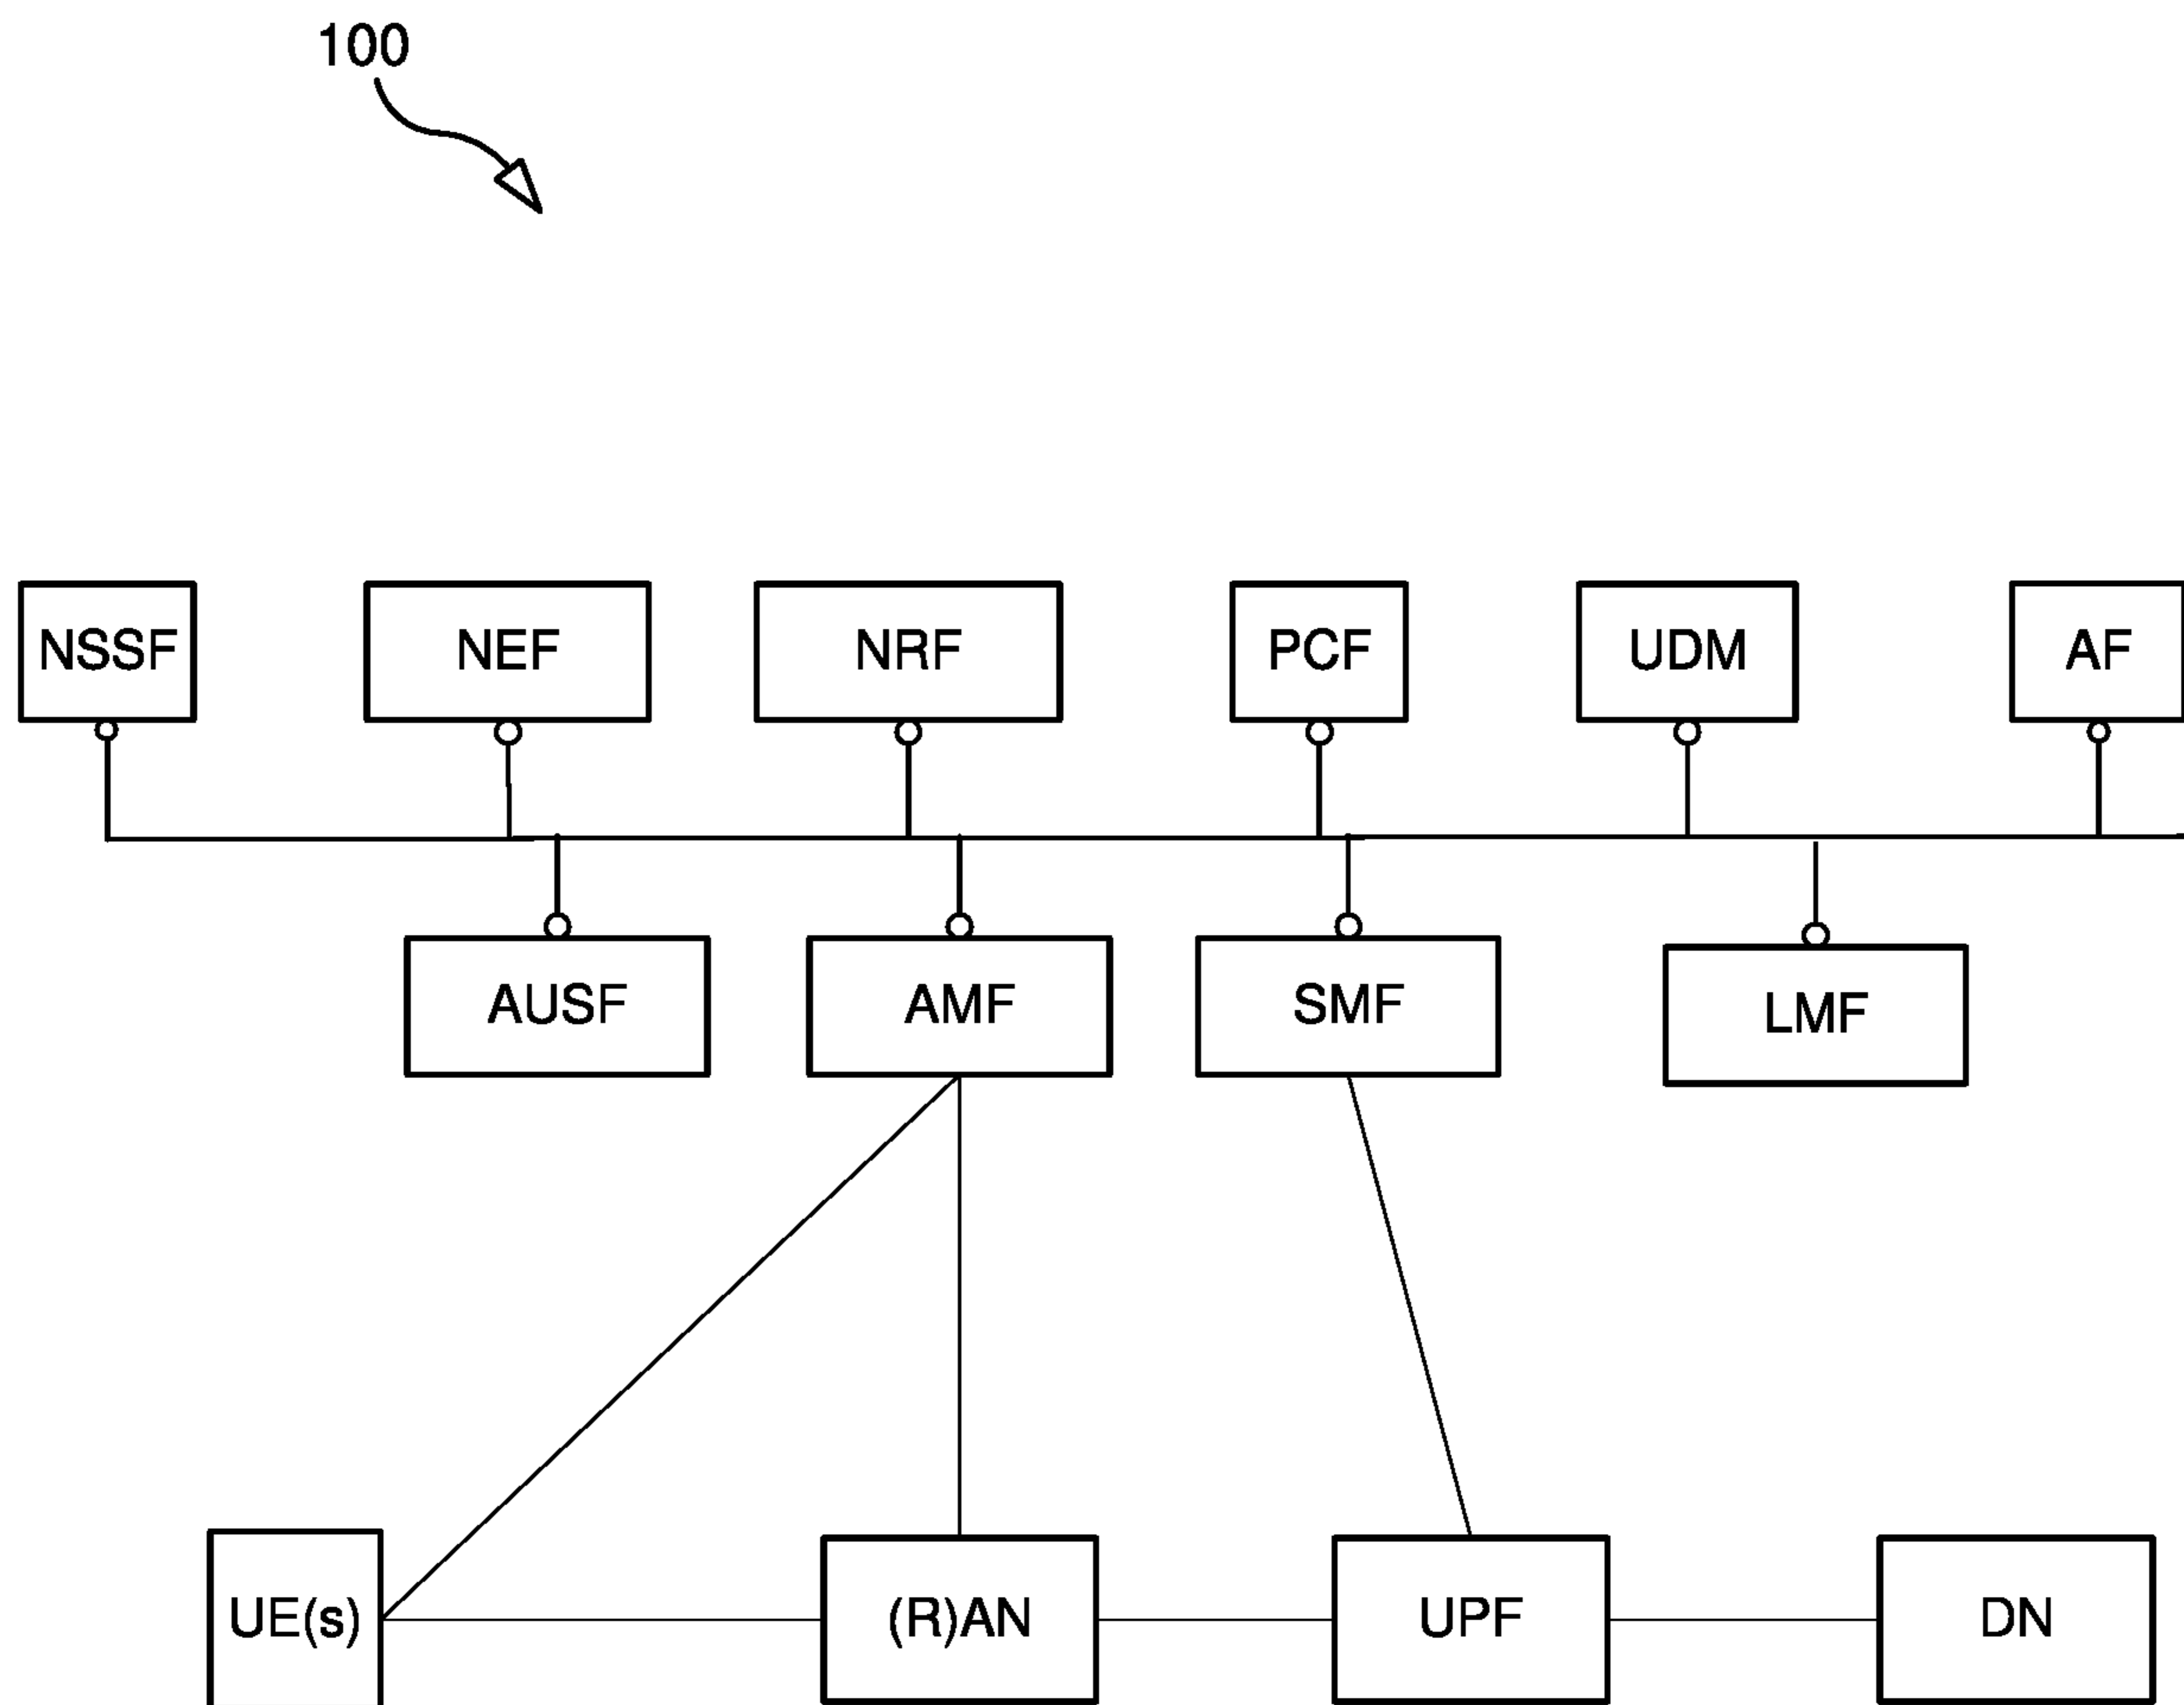 100
NSSF
NEF
NRF
PCF
UDM
AF
AUSF
AMF
SMF
LMF
UE(s)
(R)AN
UPF
DN